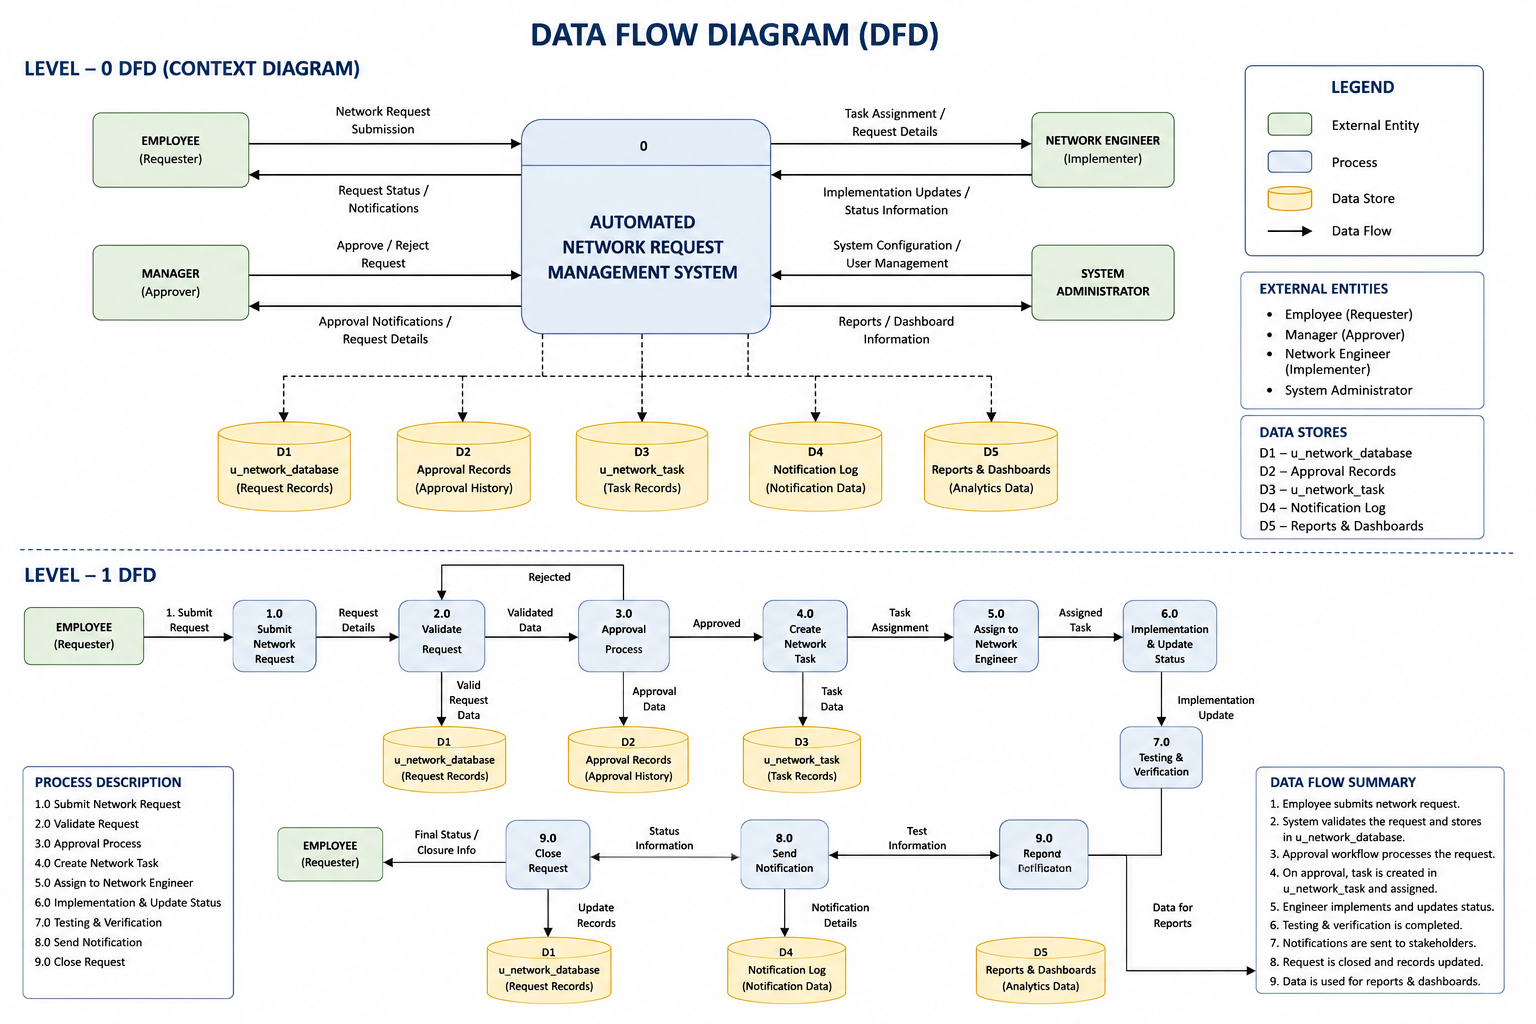 DATA FLOW DIAGRAM (DFD)
LEVEL – 0 DFD (CONTEXT DIAGRAM)
EMPLOYEE
(Requester)
Network Request
Submission
Request Status /
Notifications
MANAGER
(Approver)
Approve / Reject
Request
Approval Notifications /
Request Details
0
AUTOMATED
NETWORK REQUEST
MANAGEMENT SYSTEM
Task Assignment /
Request Details
Implementation Updates /
Status Information
NETWORK ENGINEER
(Implementer)
System Configuration /
User Management
Reports / Dashboard
Information
SYSTEM
ADMINISTRATOR
D1
u_network_database
(Request Records)
D2
Approval Records
(Approval History)
D3
u_network_task
(Task Records)
D4
Notification Log
(Notification Data)
D5
Reports & Dashboards
(Analytics Data)
LEGEND
External Entity
Process
Data Store
Data Flow
EXTERNAL ENTITIES
• Employee (Requester)
• Manager (Approver)
• Network Engineer
(Implementer)
• System Administrator
DATA STORES
D1 – u_network_database
D2 – Approval Records
D3 – u_network_task
D4 – Notification Log
D5 – Reports & Dashboards
LEVEL – 1 DFD
EMPLOYEE
(Requester)
1. Submit
Request
1.0
Submit
Network
Request
Request
Details
2.0
Validate
Request
Validated
Data
Rejected
3.0
Approval
Process
Approved
4.0
Create
Network
Task
Task
Assignment
5.0
Assign to
Network
Engineer
Assigned
Task
6.0
Implementation
& Update
Status
Valid
Request
Data
Approval
Data
Task
Data
Implementation
Update
D1
u_network_database
(Request Records)
D2
Approval Records
(Approval History)
D3
u_network_task
(Task Records)
7.0
Testing &
Verification
PROCESS DESCRIPTION
1.0 Submit Network Request
2.0 Validate Request
3.0 Approval Process
4.0 Create Network Task
5.0 Assign to Network Engineer
6.0 Implementation & Update Status
7.0 Testing & Verification
8.0 Send Notification
9.0 Close Request
EMPLOYEE
(Requester)
Final Status /
Closure Info
9.0
Close
Request
Status
Information
8.0
Send
Notification
Test
Information
9.0
Update
Records
Notification
Details
Data for
Reports
D1
u_network_database
(Request Records)
D4
Notification Log
(Notification Data)
D5
Reports & Dashboards
(Analytics Data)
DATA FLOW SUMMARY
1. Employee submits network request.
2. System validates the request and stores
in u_network_database.
3. Approval workflow processes the request.
4. On approval, task is created in
u_network_task and assigned.
5. Engineer implements and updates status.
6. Testing & verification is completed.
7. Notifications are sent to stakeholders.
8. Request is closed and records updated.
9. Data is used for reports & dashboards.